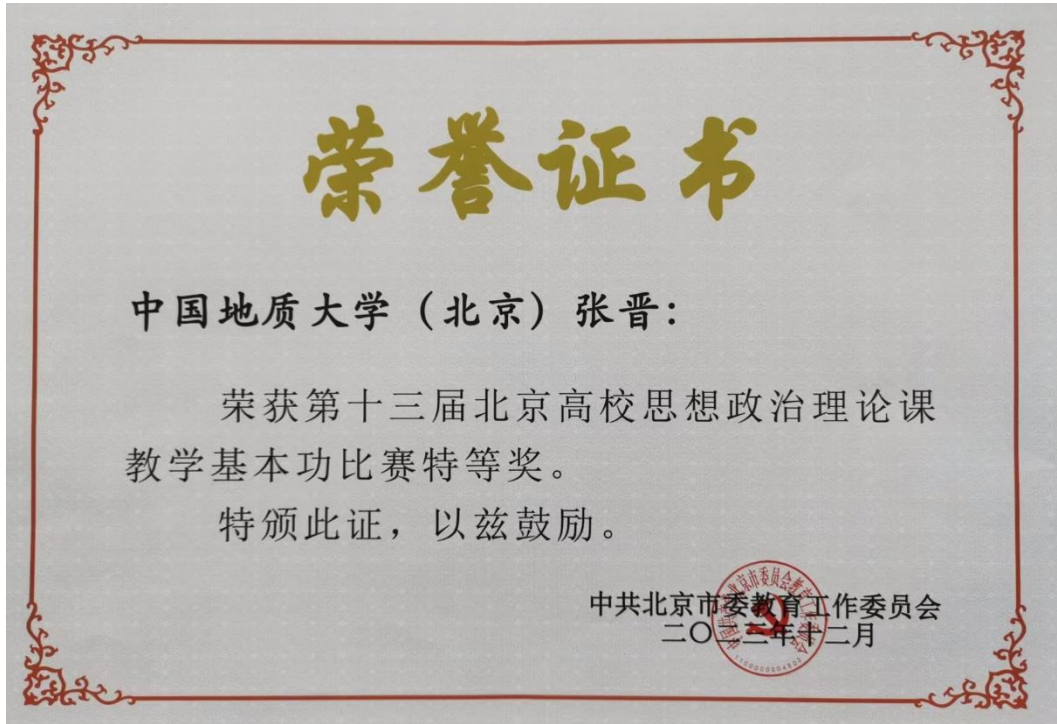 荣誉证书
中国地质大学（北京）张晋：
荣获第十三届北京高校思想政治理论课
教学基本功比赛特等奖。
特颁此证，以兹鼓励。
中共北京市委教育工作委员会
二〇二三年十二月